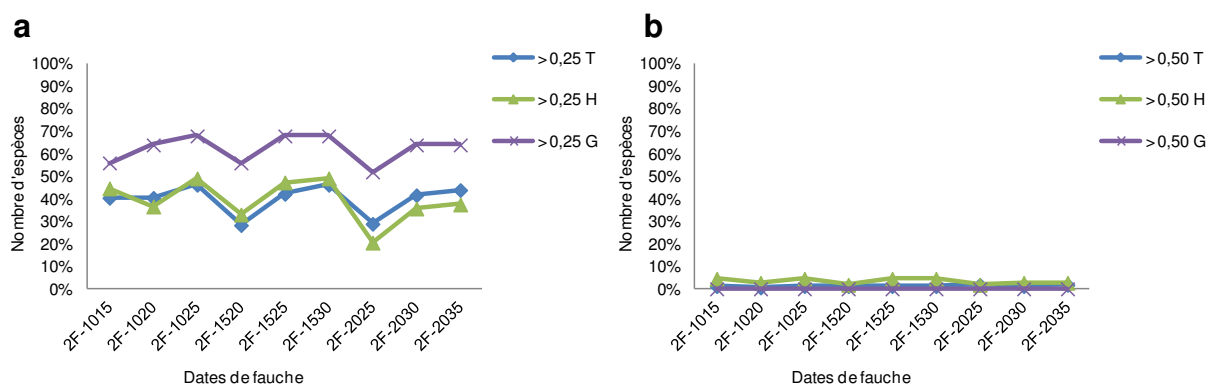 a
100%
90%
80%
70%
60%
50%
40%
30%
20%
10%
0%
Nombre d'espèces
2F-1015
2F-1020
2F-1025
2F-1520
2F-1525
2F-1530
2F-2025
2F-2030
2F-2035
Dates de fauche
>0,25 T
>0,25 H
>0,25 G
b
100%
90%
80%
70%
60%
50%
40%
30%
20%
10%
0%
Nombre d'espèces
2F-1015
2F-1020
2F-1025
2F-1520
2F-1525
2F-1530
2F-2025
2F-2030
2F-2035
Dates de fauche
>0,50 T
>0,50 H
>0,50 G